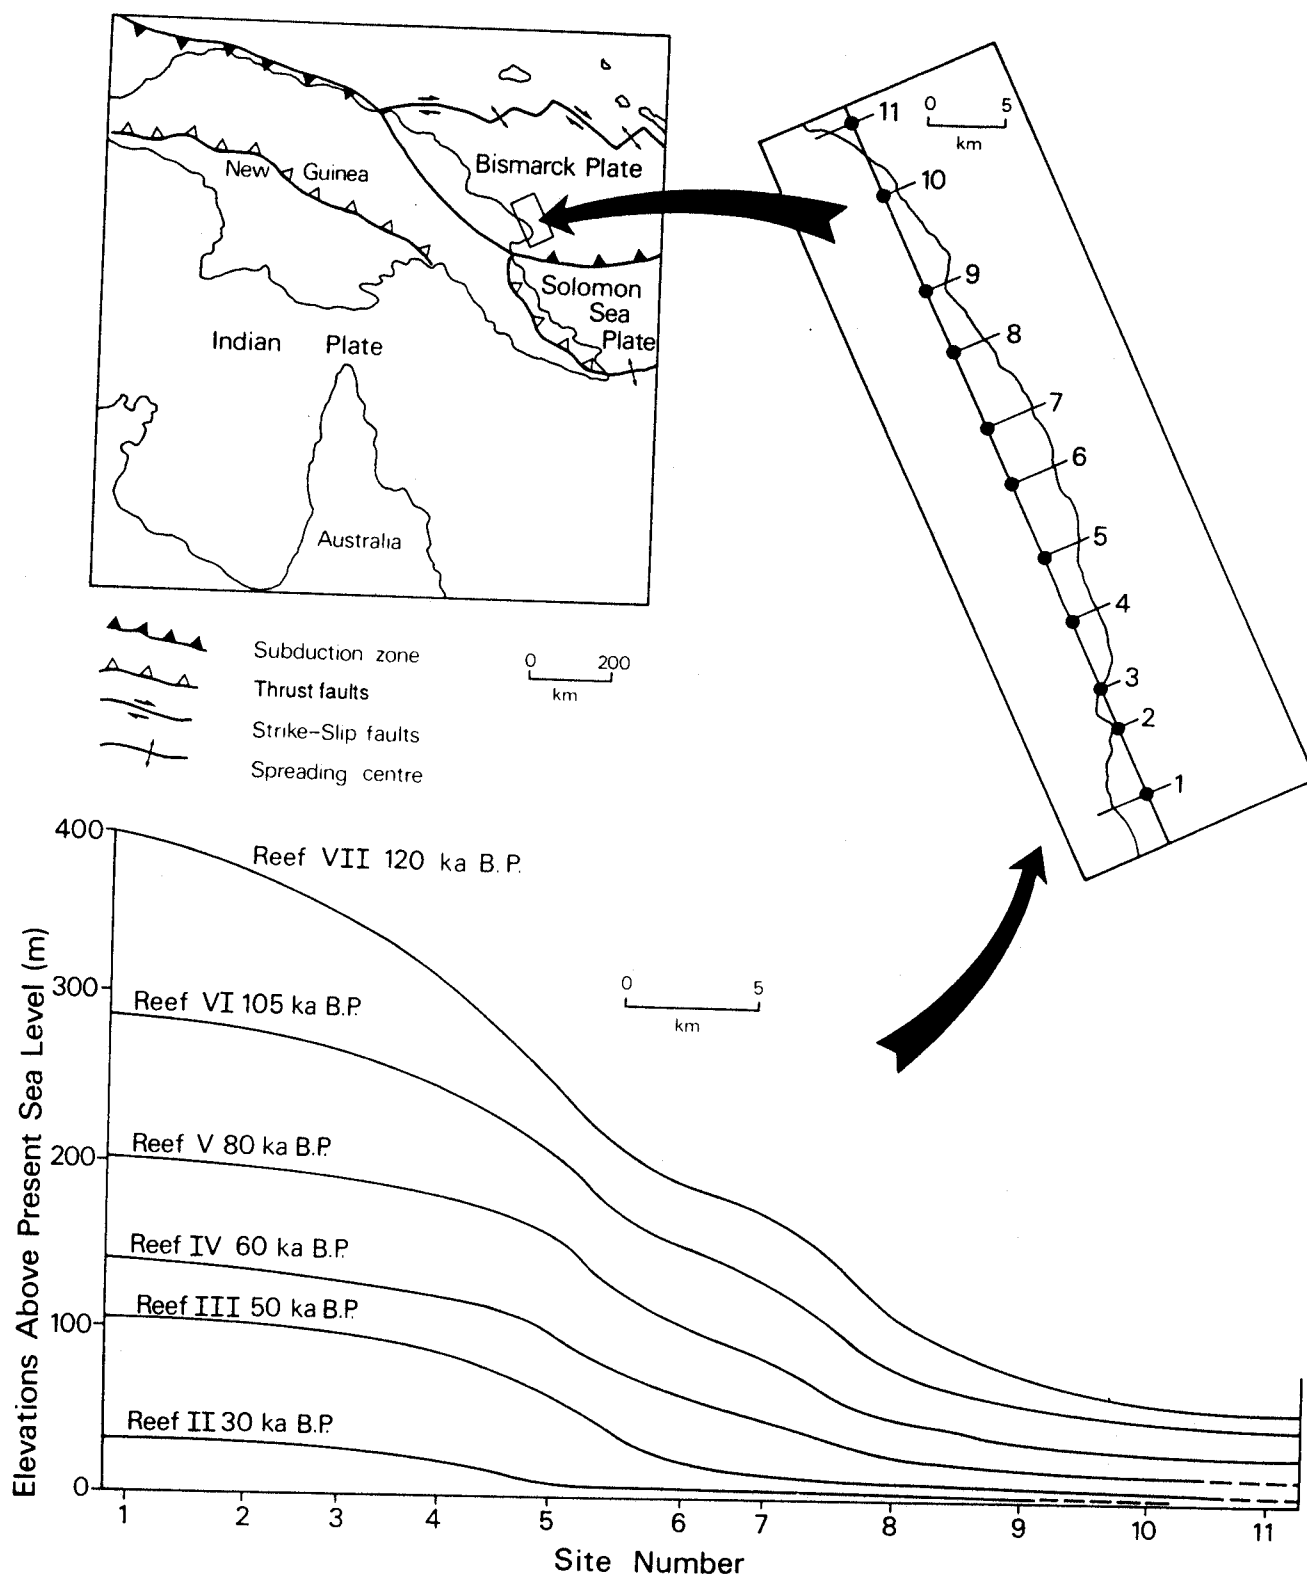 New Guinea
Bismarck Plate
Solomon
Sea
Plate
Indian Plate
Australia
Subduction zone
Thrust faults
Strike-Slip faults
Spreading centre
0 200
km
0 5
km
11
10
9
8
7
6
5
4
3
2
1
Elevations Above Present Sea Level (m)
400
300
200
100
0
Reef VII 120 ka B.P.
Reef VI 105 ka B.P.
Reef V 80 ka B.P.
Reef IV 60 ka B.P.
Reef III 50 ka B.P.
Reef II 30 ka B.P.
0 5
km
1 2 3 4 5 6 7 8 9 10 11
Site Number